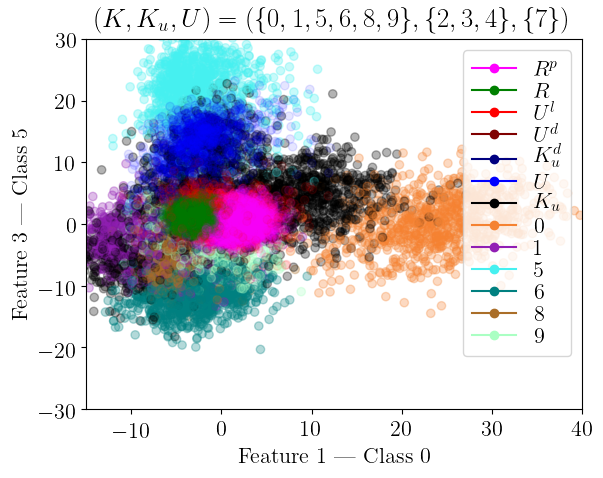 (K, K_u, U) = ({0, 1, 5, 6, 8, 9}, {2, 3, 4}, {7})
30
20
10
0
−10
−20
−30
−10
0
10
20
30
40
Feature 3 — Class 5
Feature 1 — Class 0
R^p
R
U^l
U^d
K_u^d
U
K_u
0
1
5
6
8
9